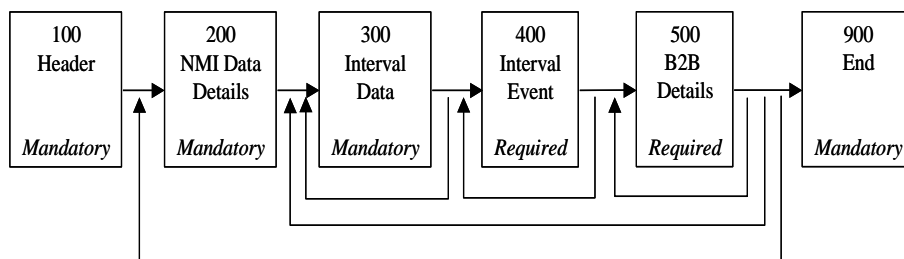 100
Header
Mandatory
200
NMI Data
Details
Mandatory
300
Interval
Data
Mandatory
400
Interval
Event
Required
500
B2B
Details
Required
900
End
Mandatory